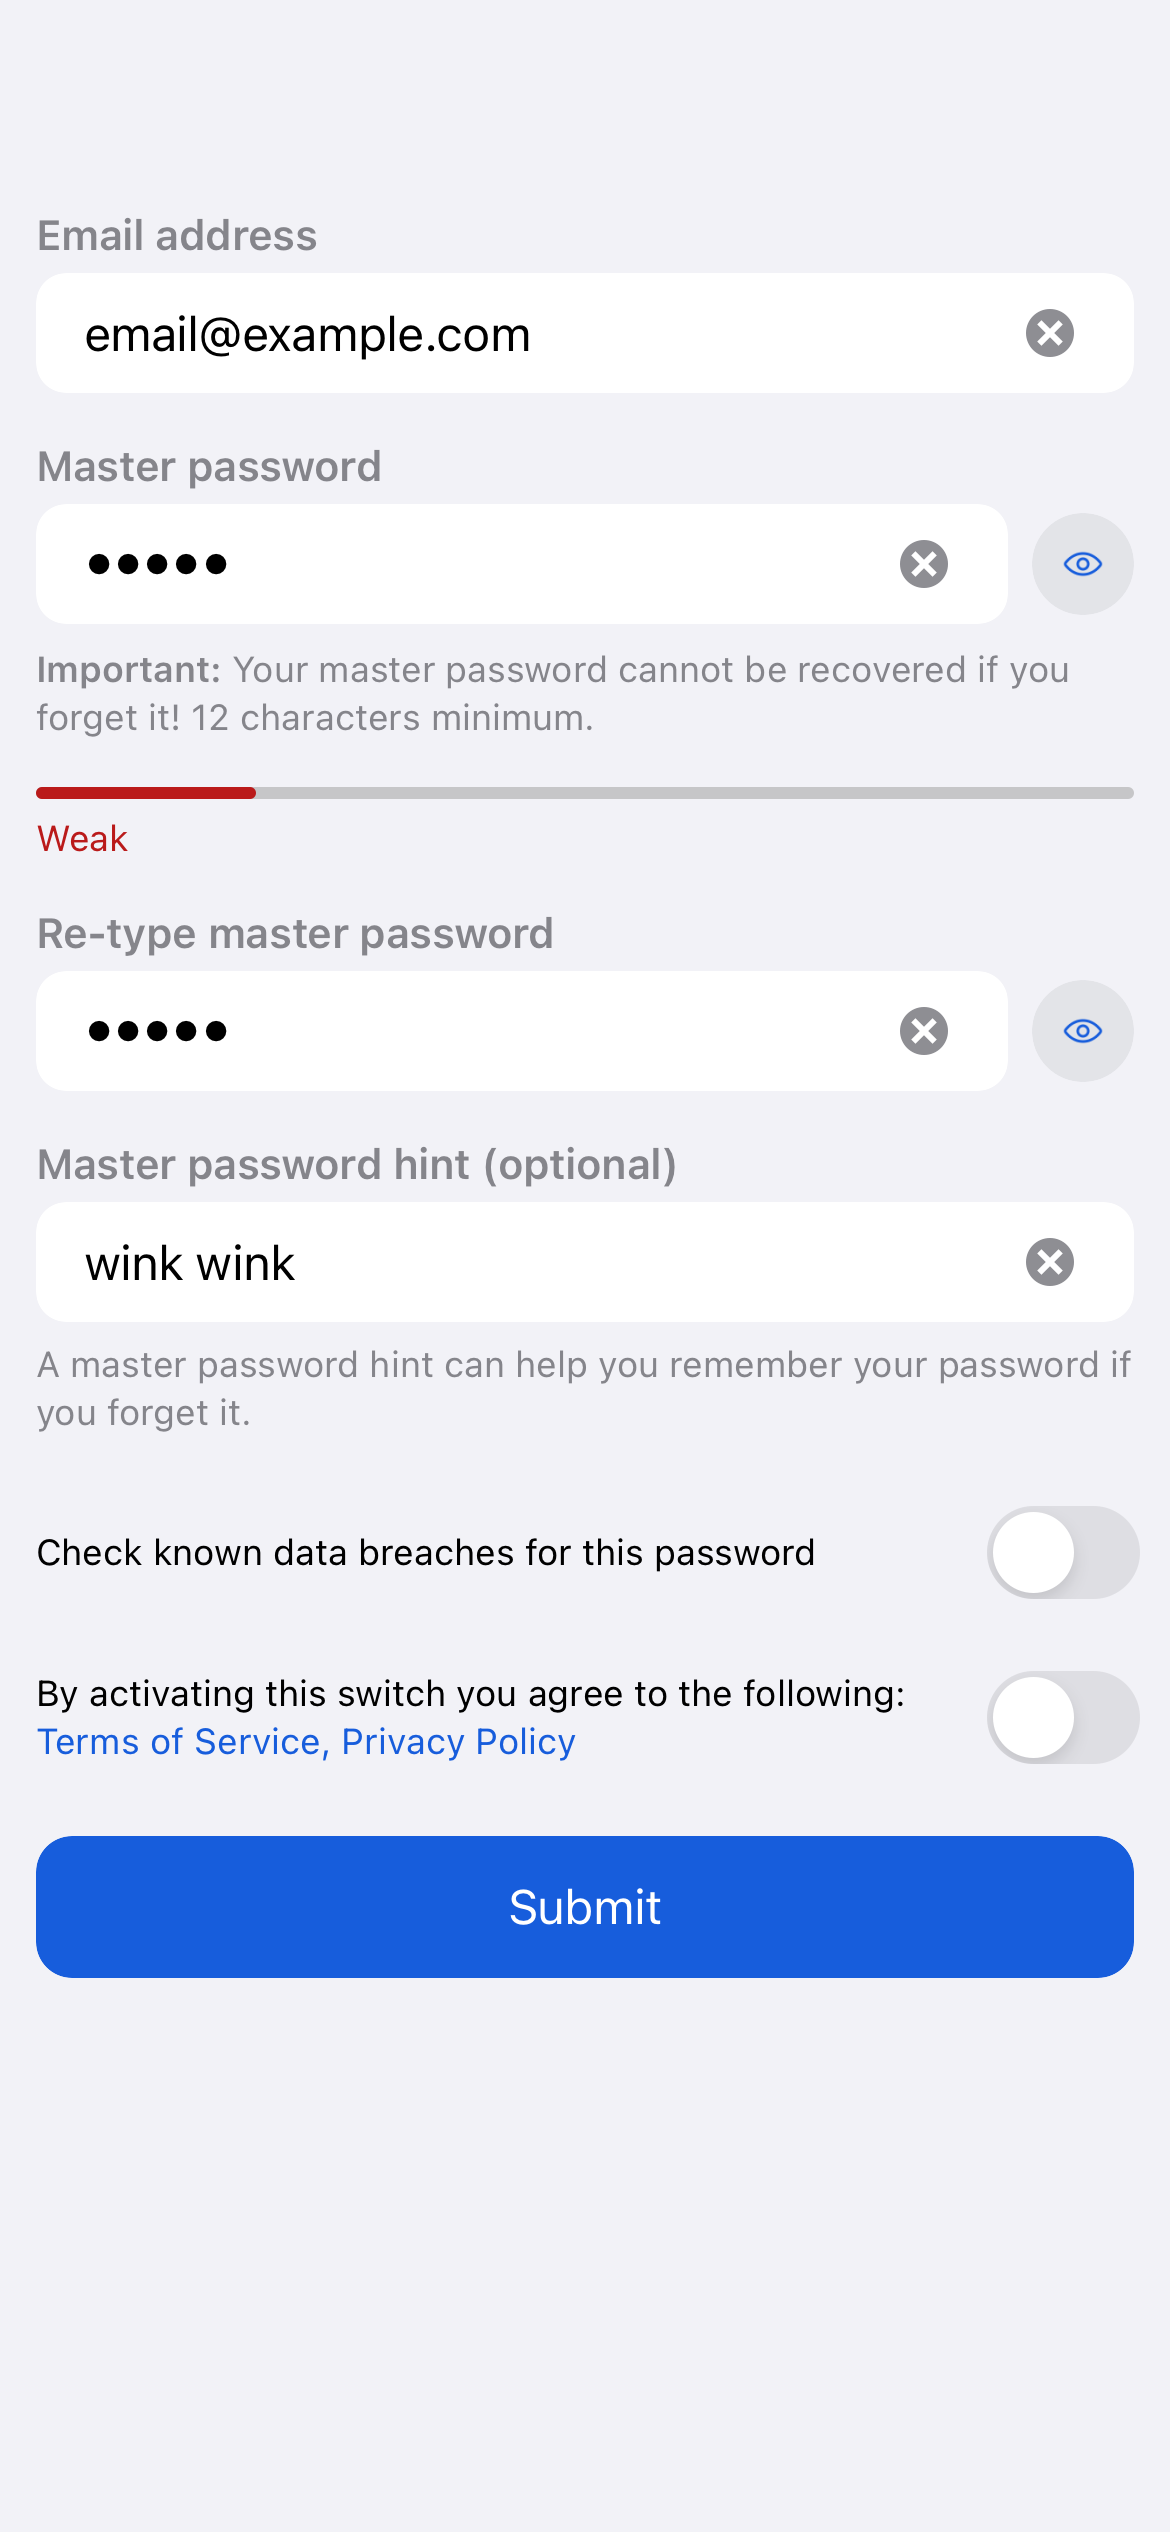 Email address
email@example.com
Master password
•••••
Important: Your master password cannot be recovered if you
forget it! 12 characters minimum.
Weak
Re-type master password
•••••
Master password hint (optional)
wink wink
A master password hint can help you remember your password if
you forget it.
Check known data breaches for this password
By activating this switch you agree to the following:
Terms of Service, Privacy Policy
Submit